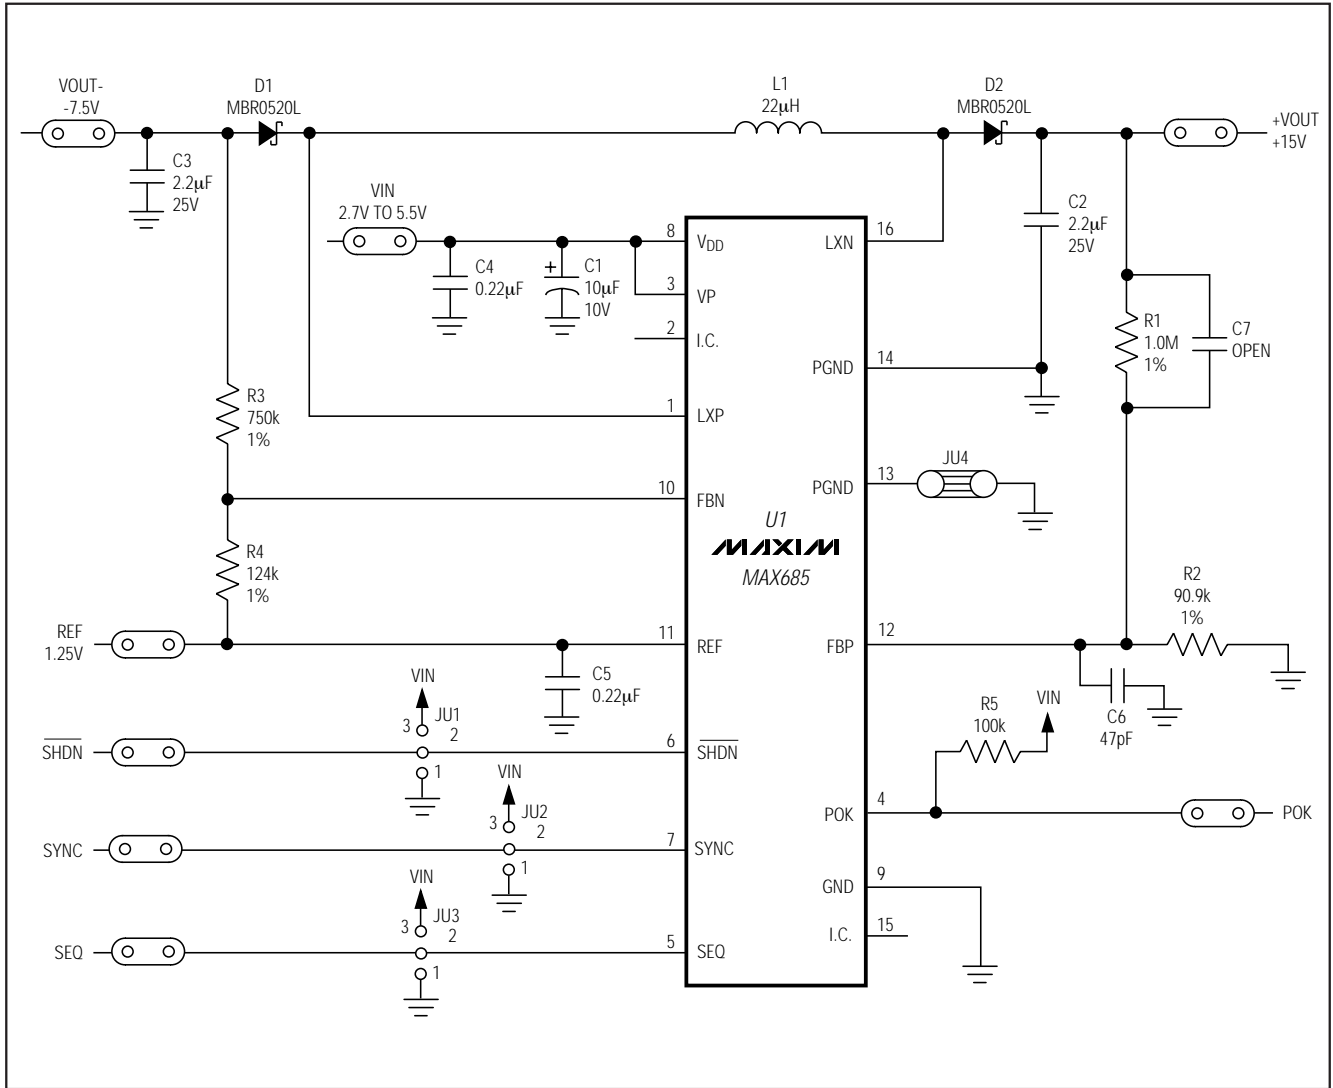 VOUT-
-7.5V
D1
MBR0520L
L1
22μH
D2
MBR0520L
+VOUT
+15V
C3
2.2μF
25V
VIN
2.7V TO 5.5V
C4
0.22μF
+
C1
10μF
10V
8
VDD
3
VP
2
I.C.
16
LXN
C2
2.2μF
25V
R1
1.0M
1%
C7
OPEN
14
PGND
R3
750k
1%
1
LXP
10
FBN
13
PGND
JU4
U1
MAXIM
MAX685
R4
124k
1%
REF
1.25V
11
REF
12
FBP
R2
90.9k
1%
C5
0.22μF
C6
47pF
R5
100k
VIN
VIN
3
JU1
2
1
SHDN
6
SHDN
VIN
3
JU2
2
1
SYNC
7
SYNC
4
POK
POK
VIN
3
JU3
2
1
SEQ
5
SEQ
9
GND
15
I.C.